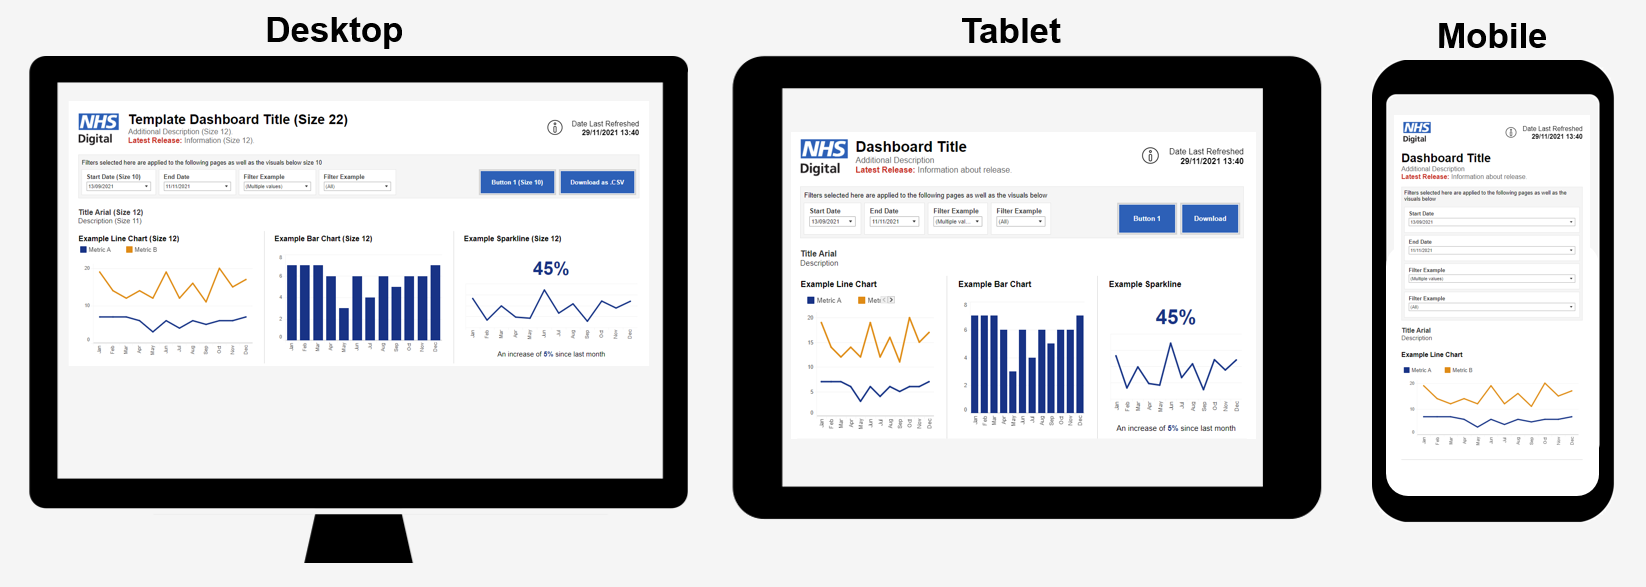 Desktop
NHS
Digital
Template Dashboard Title (Size 22)
Additional Description (Size 12)
Latest Release: Information (Size 12).
Date Last Refreshed
29/11/2021 13:40
Filters selected here are applied to the following pages as well as the visuals below size 10
Start Date (Size 10)
End Date
Filter Example
Filter Example
13/09/2021
11/11/2021
(Multiple values)
(All)
Button 1 (Size 10)
Download as .CSV
Title Arial (Size 12)
Description (Size 11)
Example Line Chart (Size 12)
Metric A
Metric B
20
10
0
Jan Feb Mar Apr May Jun Jul Aug Sep Oct Nov Dec
Example Bar Chart (Size 12)
8
6
4
2
0
Jan Feb Mar Apr May Jun Jul Aug Sep Oct Nov Dec
Example Sparkline (Size 12)
45%
Jan Feb Mar Apr May Jun Jul Aug Sep Oct Nov Dec
An increase of 5% since last month
Tablet
NHS
Digital
Dashboard Title
Additional Description
Latest Release: Information about release.
Date Last Refreshed
29/11/2021 13:40
Filters selected here are applied to the following pages as well as the visuals below
Start Date
End Date
Filter Example
Filter Example
13/09/2021
11/11/2021
(Multiple val...
(All)
Button 1
Download
Title Arial
Description
Example Line Chart
Metric A
Metr
20
15
10
5
0
Jan Feb Mar Apr May Jun Jul Aug Sep Oct Nov Dec
Example Bar Chart
8
6
4
2
0
Jan Feb Mar Apr May Jun Jul Aug Sep Oct Nov Dec
Example Sparkline
45%
Jan Feb Mar Apr May Jun Jul Aug Sep Oct Nov Dec
An increase of 5% since last month
Mobile
NHS
Digital
Date Last Refreshed
29/11/2021 13:40
Dashboard Title
Additional Description
Latest Release: Information about release.
Filters selected here are applied to the following pages as well as the
visuals below
Start Date
13/09/2021
End Date
11/11/2021
Filter Example
(Multiple values)
Filter Example
(All)
Title Arial
Description
Example Line Chart
Metric A
Metric B
20
10
0
Jan Feb Mar Apr May Jun Jul Aug Sep Oct Nov Dec